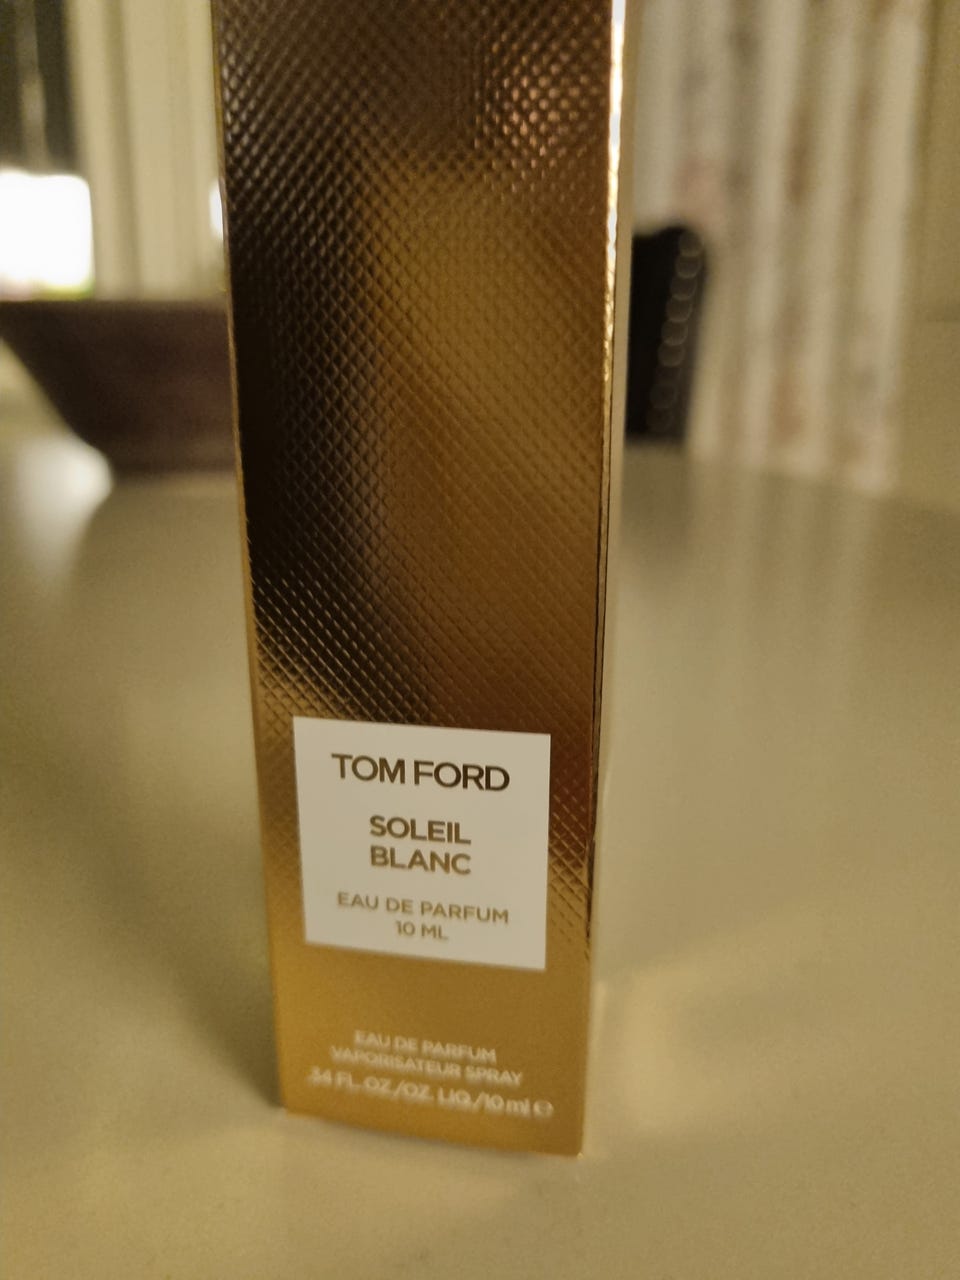 TOM FORD
SOLEIL
BLANC
EAU DE PARFUM
10 ML
EAU DE PARFUM
VAPORISATEUR SPRAY
.34 FL.OZ./OZ. LIQ./10 ml ℮